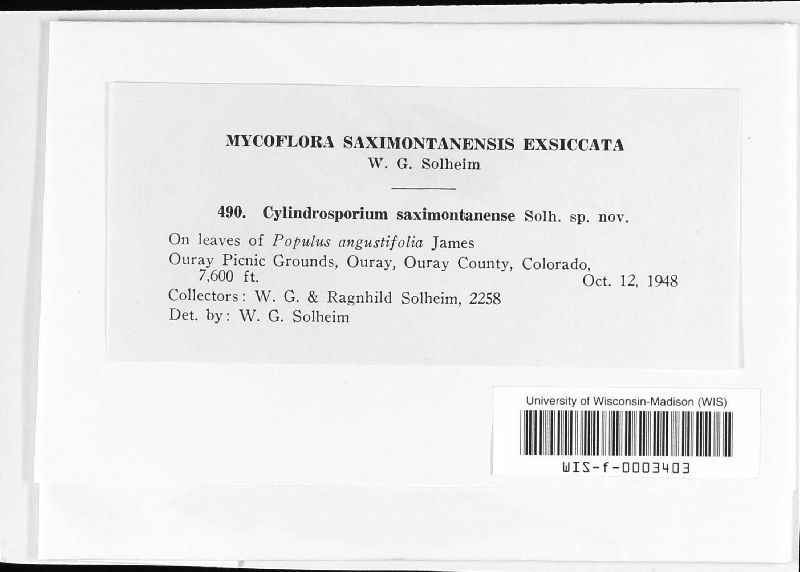 MYCOFLORA SAXIMONTANENSIS EXSICCATA
W. G. Solheim
490. Cylindrosporium saximontanense Solh. sp. nov.
On leaves of Populus angustifolia James
Ouray Picnic Grounds, Ouray, Ouray County, Colorado,
7,600 ft. Oct. 12, 1948
Collectors: W. G. & Ragnhild Solheim, 2258
Det. by: W. G. Solheim
University of Wisconsin-Madison (WIS)
WIS-f-0003403